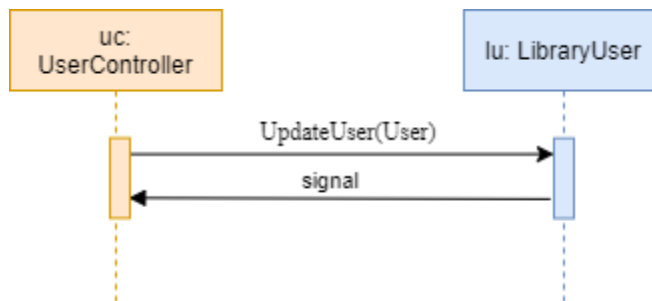 uc:
UserController
lu: LibraryUser
UpdateUser(User)
signal